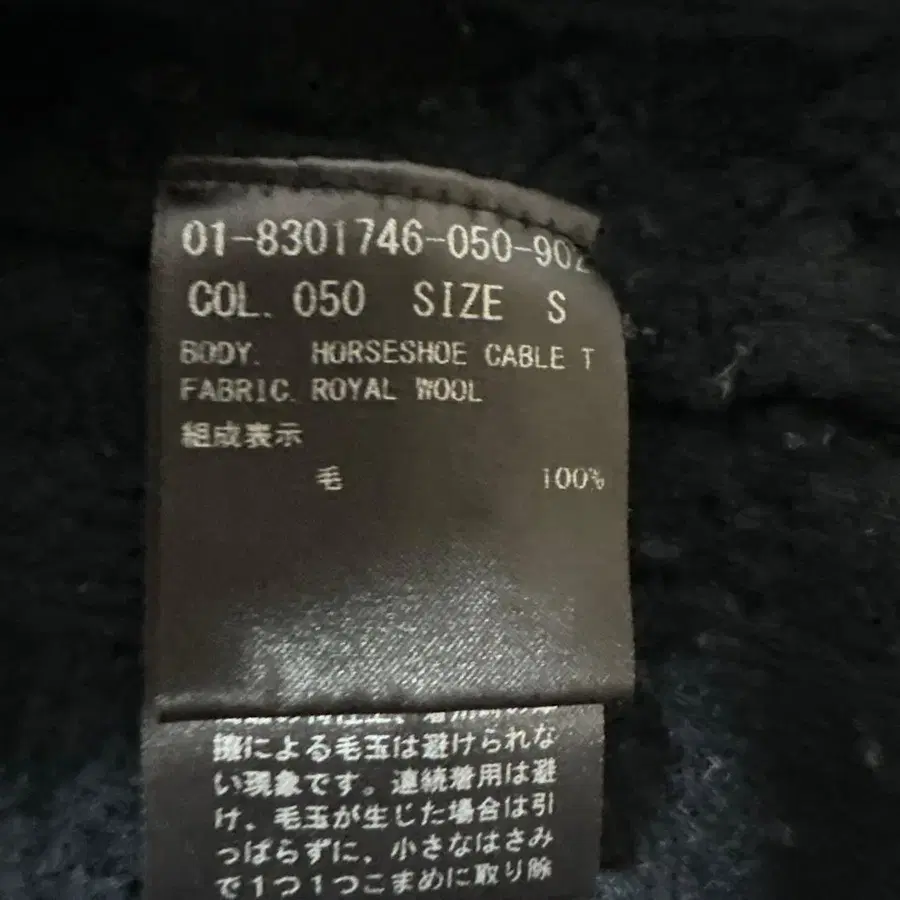 01-8301746-050-902
COL. 050 SIZE S
BODY. HORSESHOE CABLE T
FABRIC. ROYAL WOOL
組成表示
毛 100%
擦による毛玉は避けられな
い現象です。連続着用は避
け、毛玉が生じた場合は引
っぱらずに、小さなはさみ
で1つ1つこまめに取り除